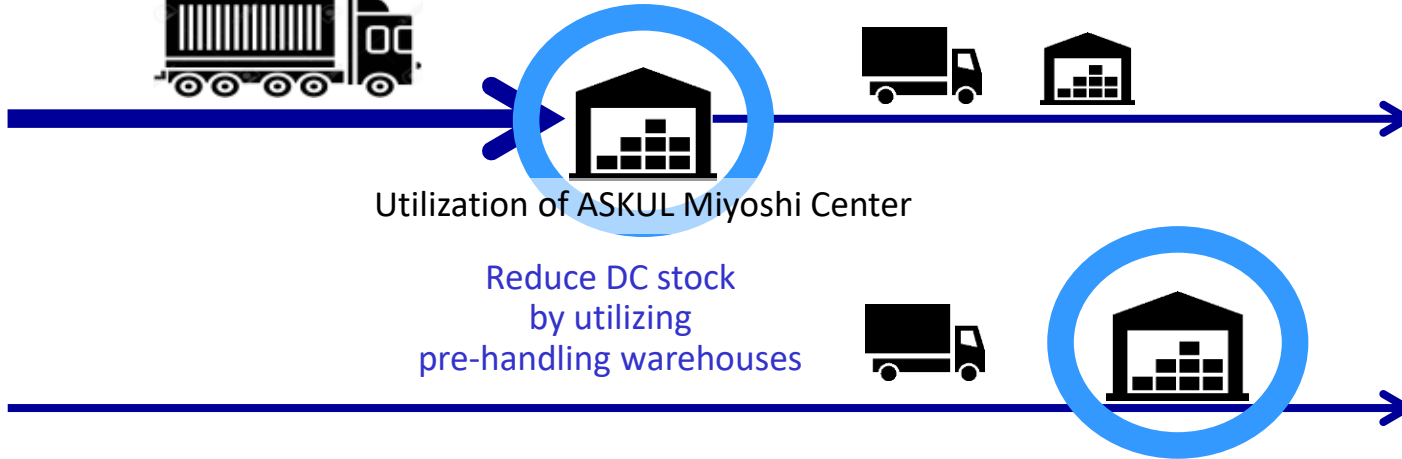 Utilization of ASKUL Miyoshi Center
Reduce DC stock
by utilizing
pre-handling warehouses